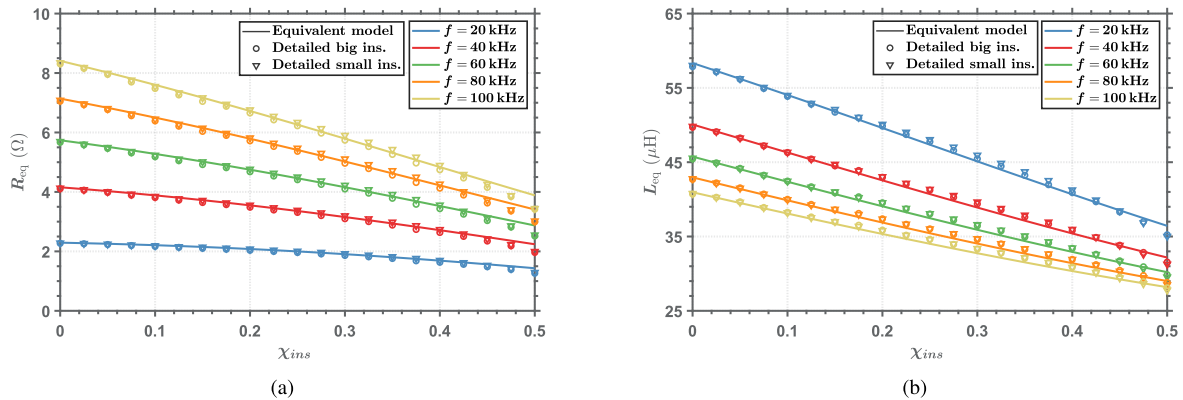 Equivalent model
Detailed big ins.
Detailed small ins.
f = 20 kHz
f = 40 kHz
f = 60 kHz
f = 80 kHz
f = 100 kHz
10
8
6
4
2
0
R_eq (Ω)
0 0.1 0.2 0.3 0.4 0.5
χ_ins
(a)
Equivalent model
Detailed big ins.
Detailed small ins.
f = 20 kHz
f = 40 kHz
f = 60 kHz
f = 80 kHz
f = 100 kHz
65
55
45
35
25
L_eq (μH)
0 0.1 0.2 0.3 0.4 0.5
χ_ins
(b)